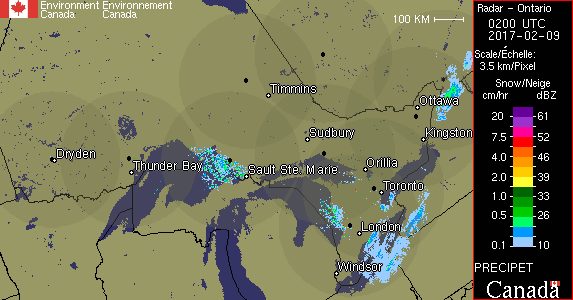 Environment Environnement
Canada Canada
100 KM
Timmins
Ottawa
Sudbury
Kingston
Dryden
Thunder Bay
Sault Ste. Marie
Orillia
Toronto
London
Windsor
Radar - Ontario
0200 UTC
2017-02-09
Scale/Échelle:
3.5 km/Pixel
Snow/Neige
cm/hr dBZ
20 61
7.5 52
4.0 46
2.0 39
1.0 33
0.5 26
0.1 10
PRECIPET
Canada